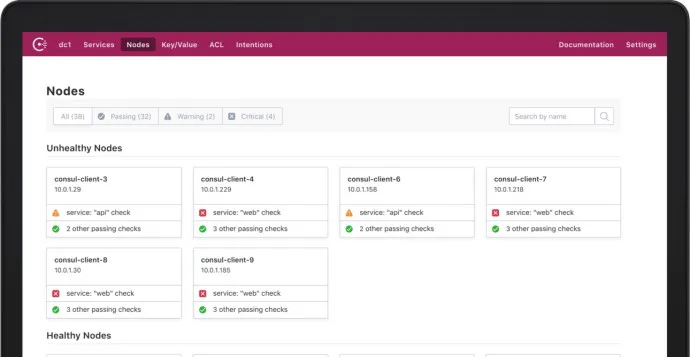 dc1 Services Nodes Key/Value ACL Intentions Documentation Settings
Nodes
All (38) Passing (32) Warning (2) Critical (4) Search by name
Unhealthy Nodes
consul-client-3 consul-client-4 consul-client-6 consul-client-7
10.0.1.29 10.0.1.229 10.0.1.158 10.0.1.218
service: "api" check service: "web" check service: "api" check service: "web" check
2 other passing checks 3 other passing checks 2 other passing checks 3 other passing checks
consul-client-8 consul-client-9
10.0.1.30 10.0.1.185
service: "web" check service: "web" check
3 other passing checks 3 other passing checks
Healthy Nodes